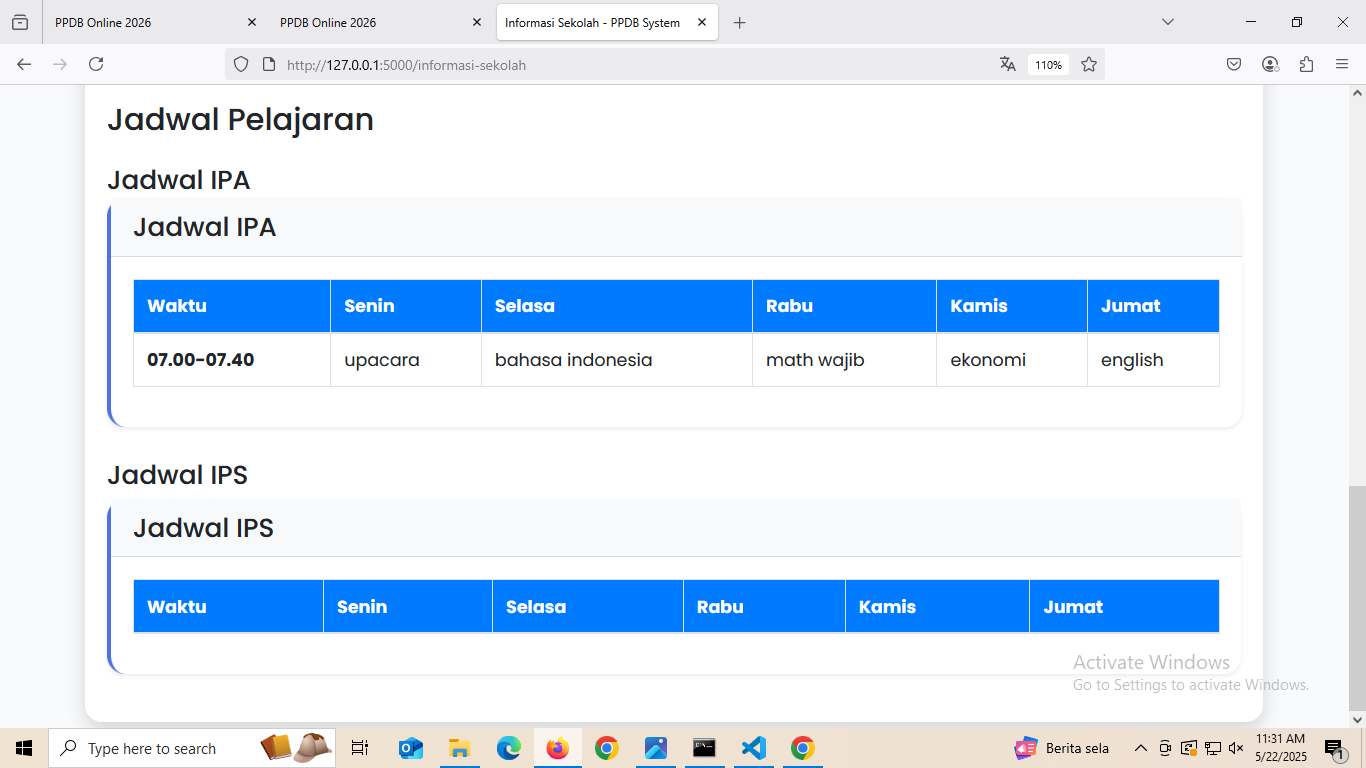 PPDB Online 2026
PPDB Online 2026
Informasi Sekolah - PPDB System
http://127.0.0.1:5000/informasi-sekolah
110%
Jadwal Pelajaran
Jadwal IPA
Jadwal IPA
Waktu Senin Selasa Rabu Kamis Jumat
07.00-07.40 upacara bahasa indonesia math wajib ekonomi english
Jadwal IPS
Jadwal IPS
Waktu Senin Selasa Rabu Kamis Jumat
Activate Windows
Go to Settings to activate Windows.
Type here to search
Berita sela
11:31 AM
5/22/2025
1